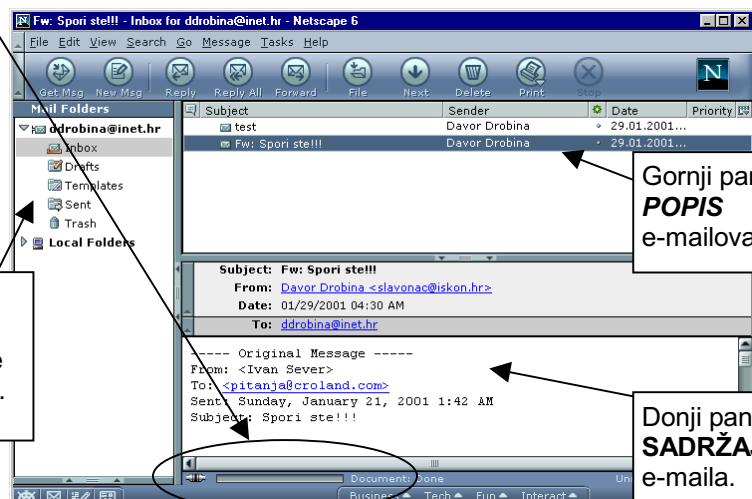 Fw: Spori ste!!! - Inbox for ddrobina@inet.hr - Netscape 6
File Edit View Search Go Message Tasks Help
Get Msg New Msg Reply Reply All Forward File Next Delete Print Stop
N
Mail Folders
ddrobina@inet.hr
Inbox
Drafts
Templates
Sent
Trash
Local Folders
Subject Sender Date Priority
test Davor Drobina 29.01.2001...
Fw: Spori ste!!! Davor Drobina 29.01.2001...
Gornji
POPIS
e-mailova
Subject: Fw: Spori ste!!!
From: Davor Drobina <slavonac@iskon.hr>
Date: 01/29/2001 04:30 AM
To: ddrobina@inet.hr
----- Original Message -----
From: <Ivan Sever>
To: <pitanja@croland.com>
Sent: Sunday, January 21, 2001 1:42 AM
Subject: Spori ste!!!
Donji
SADRŽAJ
e-maila.
Document: Done
Business Tech Fun Interact